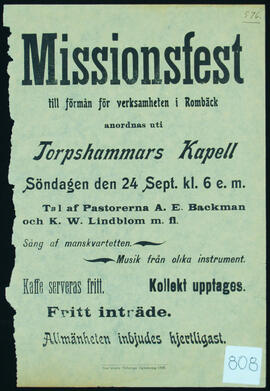 576.
Missionsfest
till förmån för verksamheten i Rombäck
anordnas uti
Torpshammars Kapell
Söndagen den 24 Sept. kl. 6 e. m.
Tal af Pastorerna A. E. Backman
och K. W. Lindblom m. fl.
Sång af manskvartetten.
Musik från olika instrument.
Kaffe serveras fritt. Kollekt upptages.
Fritt inträde.
Allmänheten inbjudes hjertligast.
808